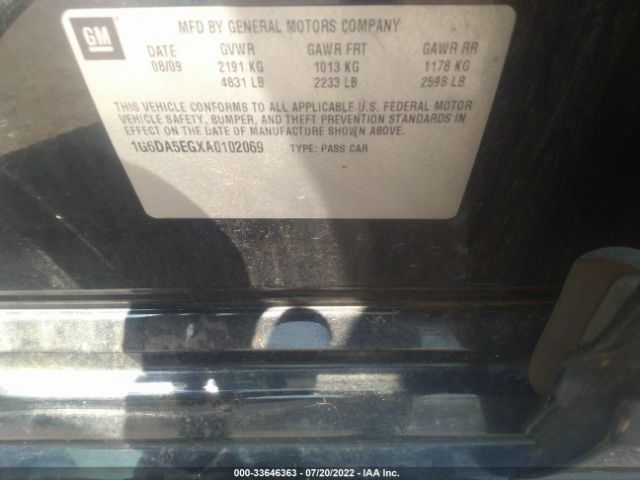 GM
MFD BY GENERAL MOTORS COMPANY
DATE GVWR GAWR FRT GAWR RR
08/09 2191 KG 1013 KG 1178 KG
4831 LB 2233 LB 2598 LB
THIS VEHICLE CONFORMS TO ALL APPLICABLE U.S. FEDERAL MOTOR
VEHICLE SAFETY, BUMPER, AND THEFT PREVENTION STANDARDS IN
EFFECT ON THE DATE OF MANUFACTURE SHOWN ABOVE.
1G6DA5EGXA0102069 TYPE: PASS CAR
000-33646363 / 07/20/2022 - IAA Inc.